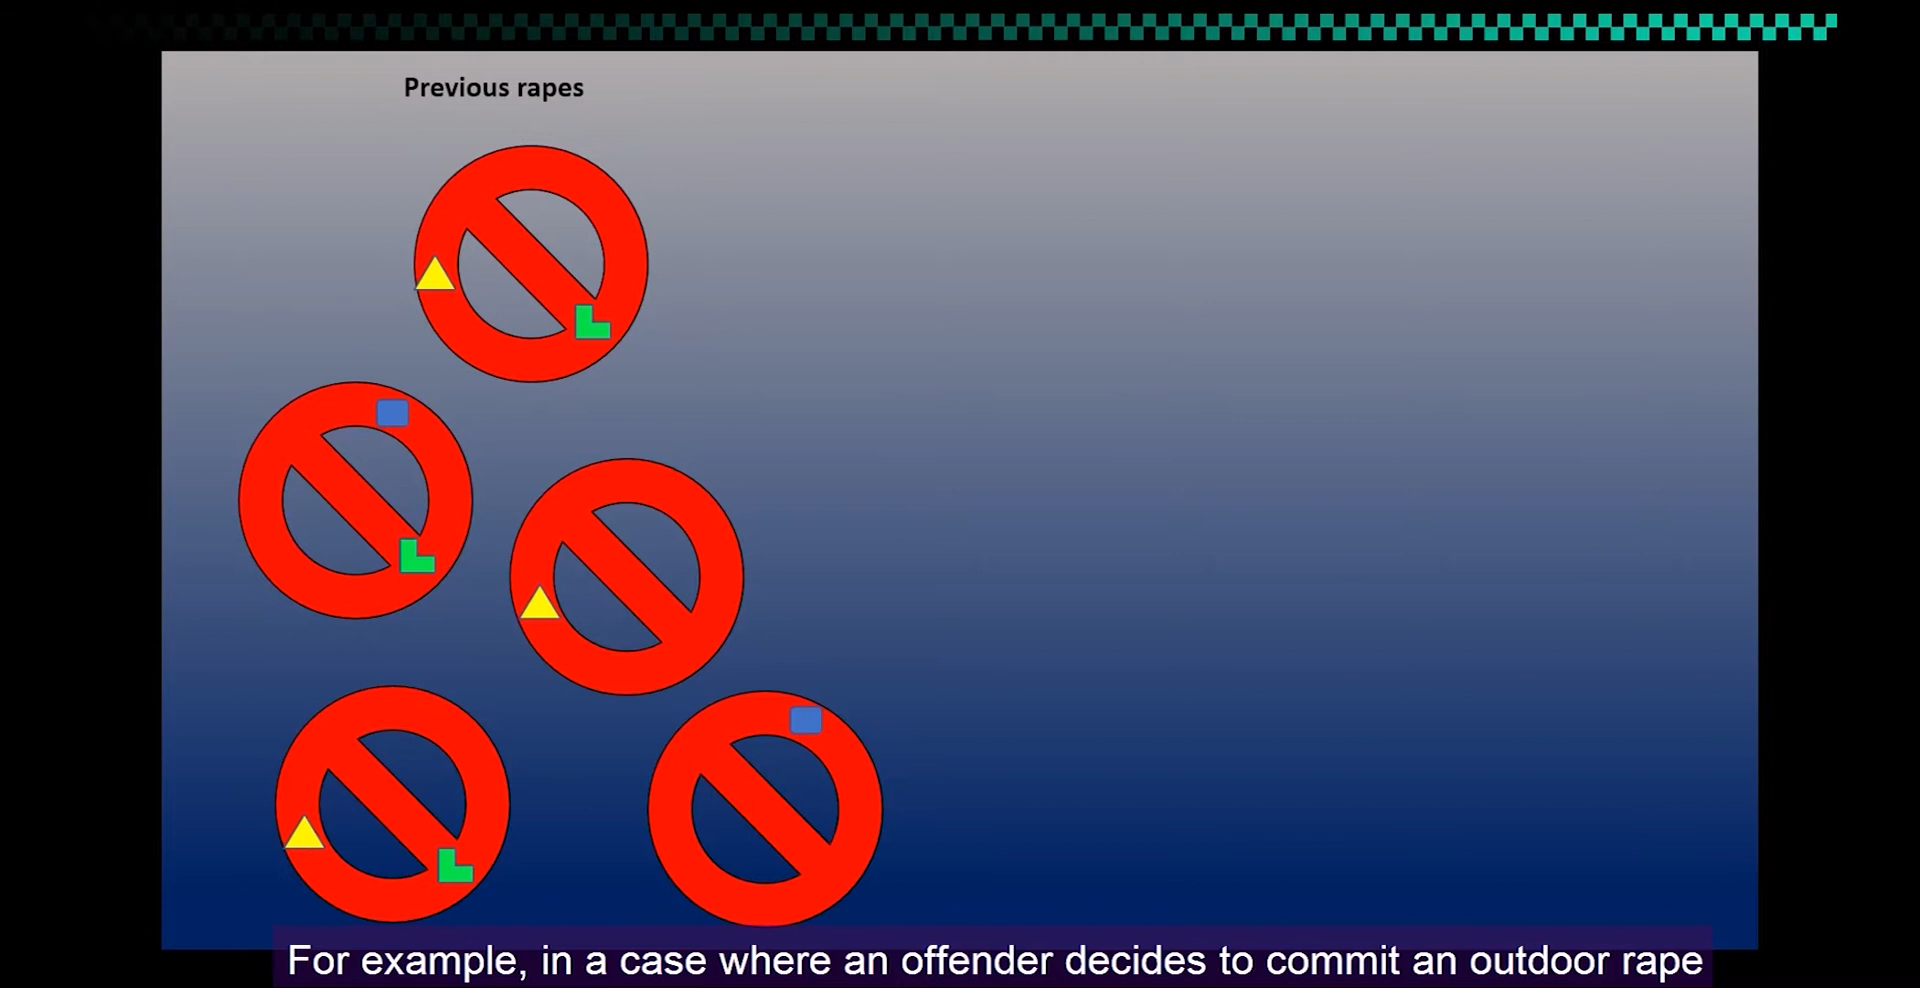 Previous rapes
For example, in a case where an offender decides to commit an outdoor rape